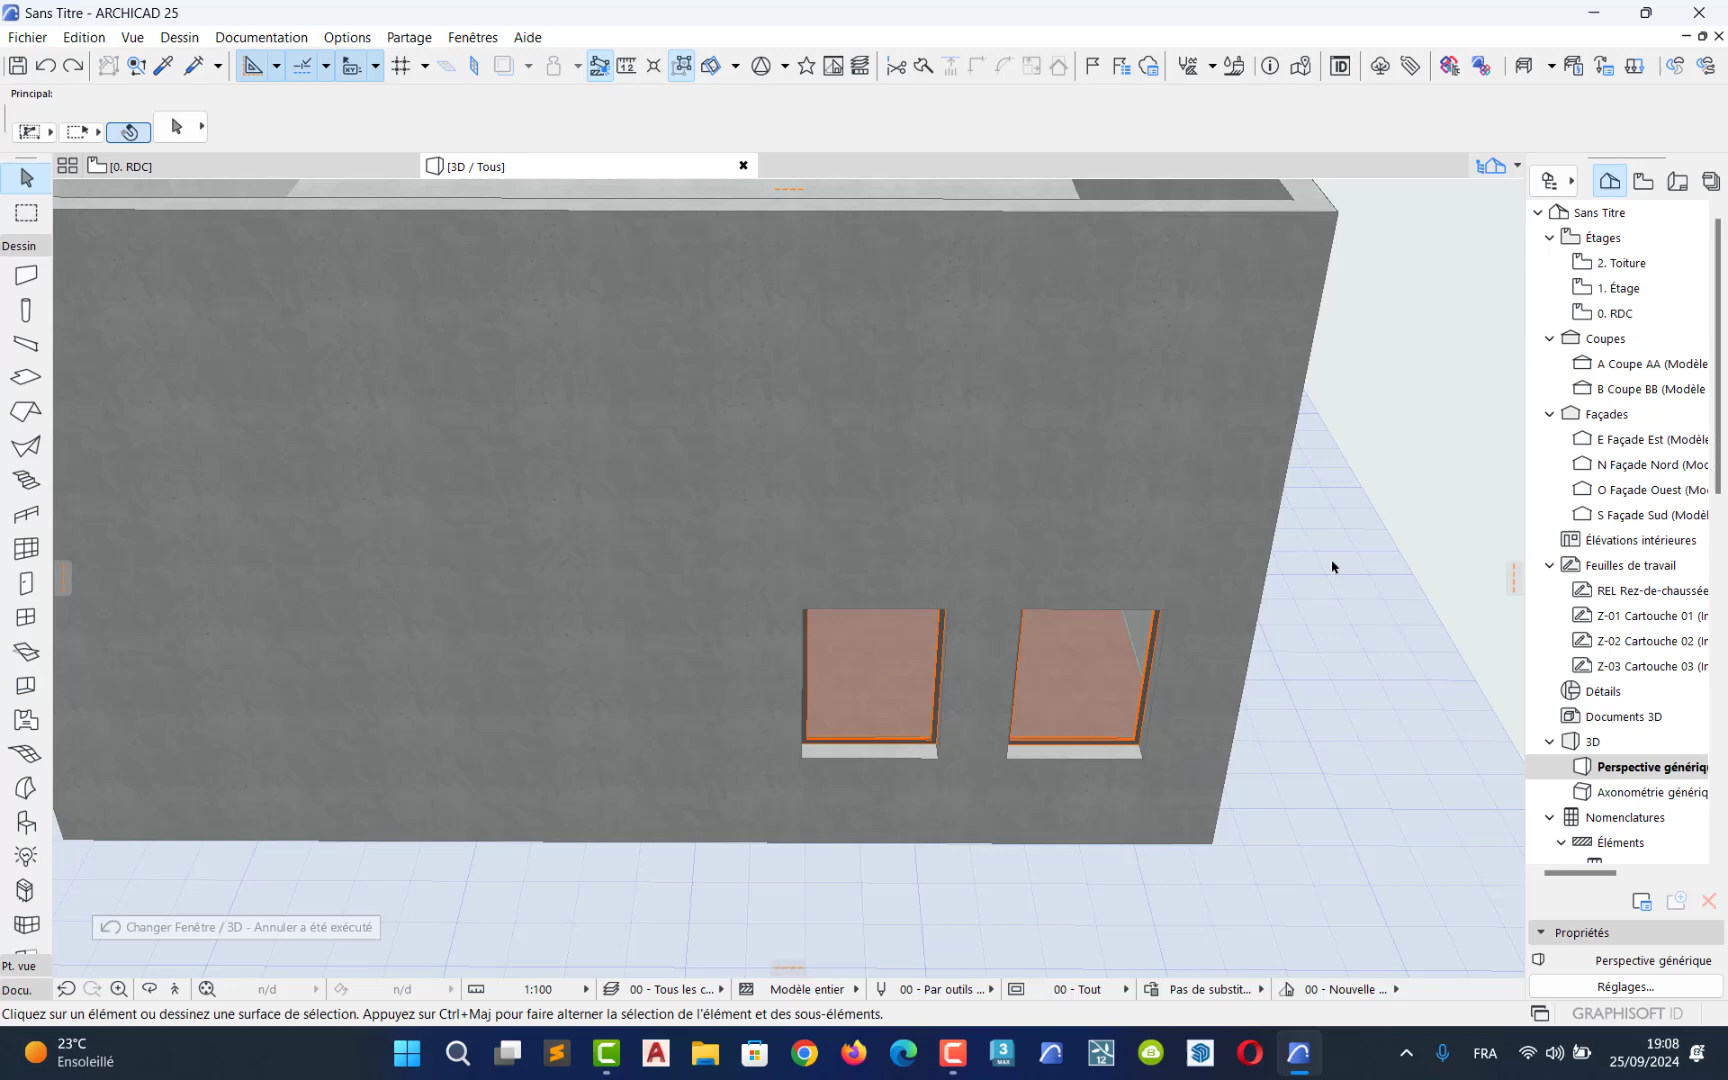 Sans Titre - ARCHICAD 25
Fichier Edition Vue Dessin Documentation Options Partage Fenêtres Aide
Principal:
[0. RDC]
[3D / Tous]
Dessin
Sans Titre
Étages
2. Toiture
1. Étage
0. RDC
Coupes
A Coupe AA (Modèle
B Coupe BB (Modèle
Façades
E Façade Est (Modèle
N Façade Nord (Mod
O Façade Ouest (Mod
S Façade Sud (Modèl
Élévations intérieures
Feuilles de travail
REL Rez-de-chaussée
Z-01 Cartouche 01 (Ir
Z-02 Cartouche 02 (Ir
Z-03 Cartouche 03 (Ir
Détails
Documents 3D
3D
Perspective génériqu
Axonométrie génériq
Nomenclatures
Éléments
Changer Fenêtre / 3D - Annuler a été exécuté
Propriétés
Perspective générique
Réglages...
Pt. vue
Docu.
n/d n/d 1:100 00 - Tous les c... Modèle entier 00 - Par outils ... 00 - Tout Pas de substit... 00 - Nouvelle ...
Cliquez sur un élément ou dessinez une surface de sélection. Appuyez sur Ctrl+Maj pour faire alterner la sélection de l'élément et des sous-éléments.
GRAPHISOFT ID
23°C
Ensoleillé
FRA
19:08
25/09/2024